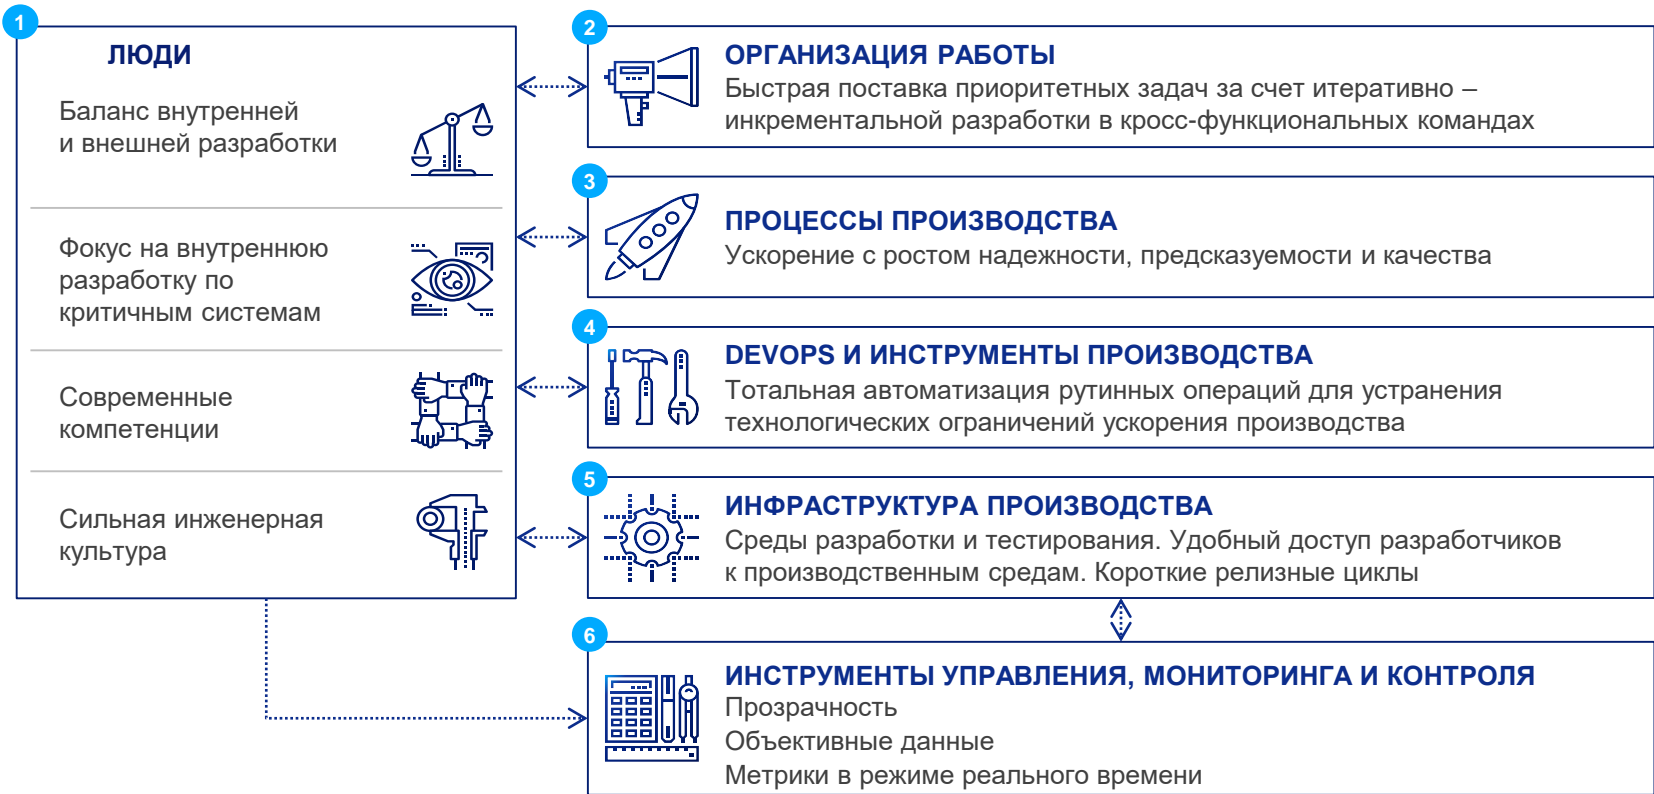 1
ЛЮДИ
Баланс внутренней
и внешней разработки
Фокус на внутреннюю
разработку по
критичным системам
Современные
компетенции
Сильная инженерная
культура
2
ОРГАНИЗАЦИЯ РАБОТЫ
Быстрая поставка приоритетных задач за счет итеративно –
инкрементальной разработки в кросс-функциональных командах
3
ПРОЦЕССЫ ПРОИЗВОДСТВА
Ускорение с ростом надежности, предсказуемости и качества
4
DEVOPS И ИНСТРУМЕНТЫ ПРОИЗВОДСТВА
Тотальная автоматизация рутинных операций для устранения
технологических ограничений ускорения производства
5
ИНФРАСТРУКТУРА ПРОИЗВОДСТВА
Среды разработки и тестирования. Удобный доступ разработчиков
к производственным средам. Короткие релизные циклы
6
ИНСТРУМЕНТЫ УПРАВЛЕНИЯ, МОНИТОРИНГА И КОНТРОЛЯ
Прозрачность
Объективные данные
Метрики в режиме реального времени